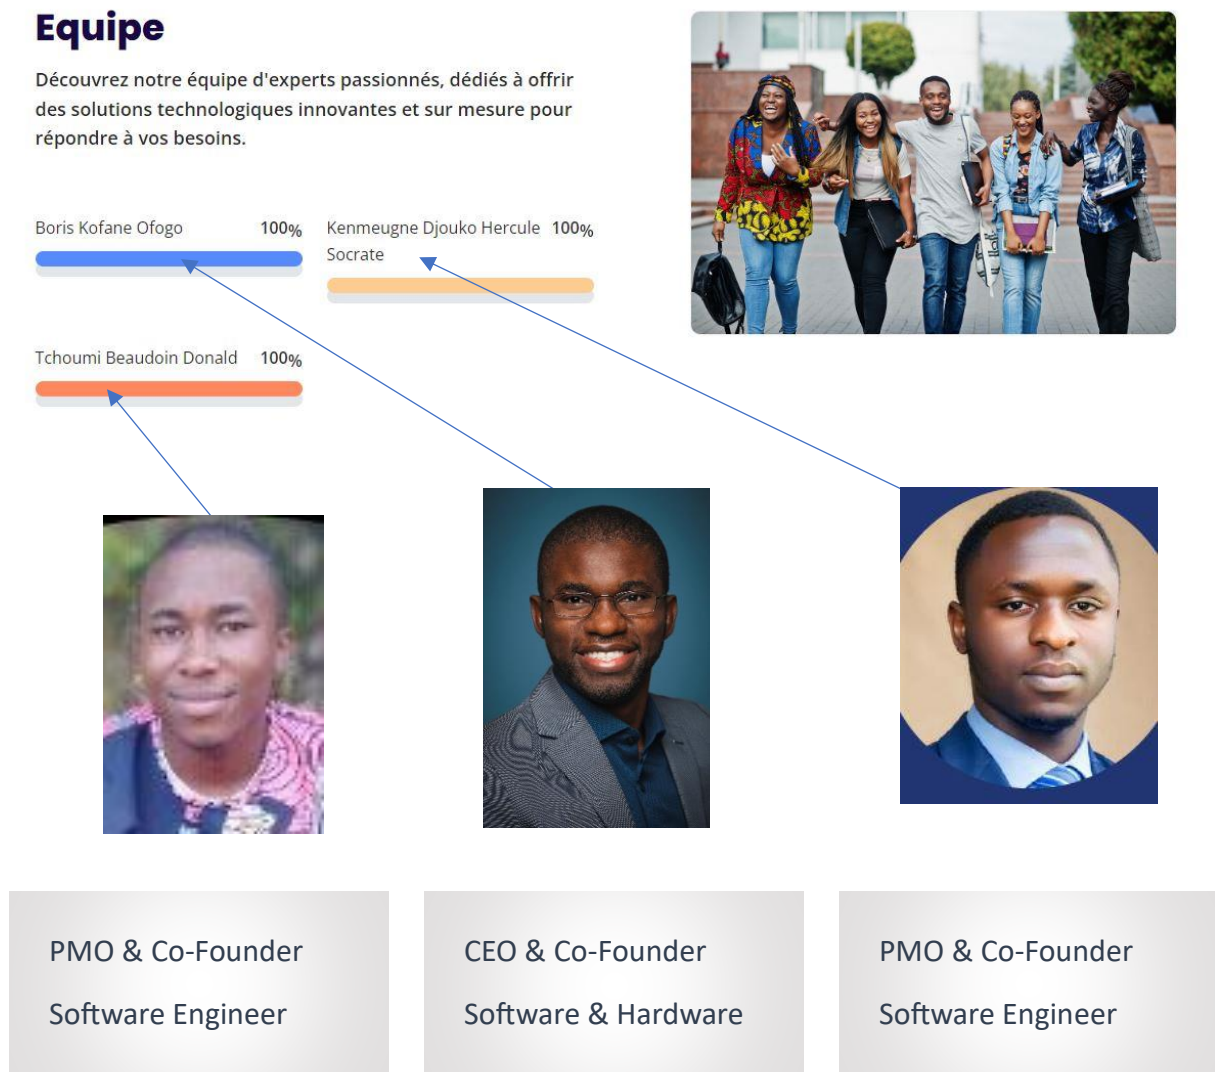 Equipe
Découvrez notre équipe d'experts passionnés, dédiés à offrir
des solutions technologiques innovantes et sur mesure pour
répondre à vos besoins.
Boris Kofane Ofogo 100%
Kenmeugne Djouko Hercule 100%
Socrate
Tchoumi Beaudoin Donald 100%
PMO & Co-Founder
Software Engineer
CEO & Co-Founder
Software & Hardware
PMO & Co-Founder
Software Engineer